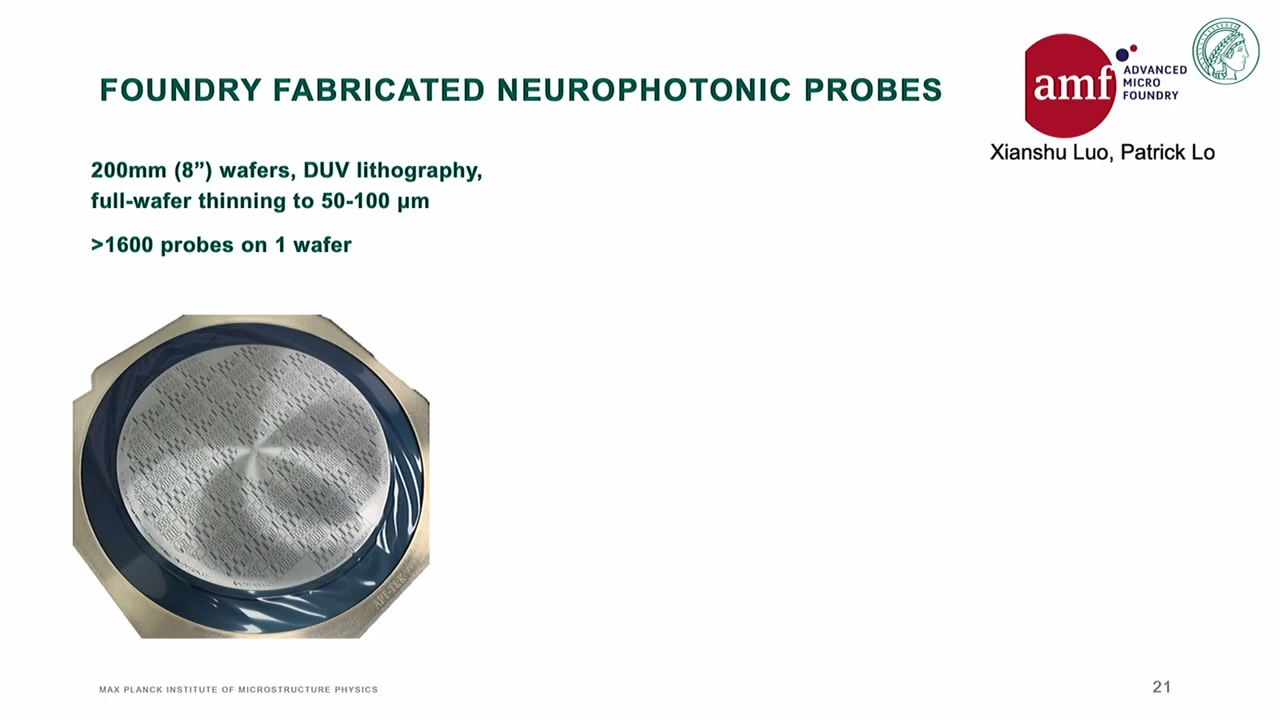 FOUNDRY FABRICATED NEUROPHOTONIC PROBES
amf
ADVANCED
MICRO
FOUNDRY
Xianshu Luo, Patrick Lo
200mm (8”) wafers, DUV lithography,
full-wafer thinning to 50-100 µm
>1600 probes on 1 wafer
MAX PLANCK INSTITUTE OF MICROSTRUCTURE PHYSICS
21